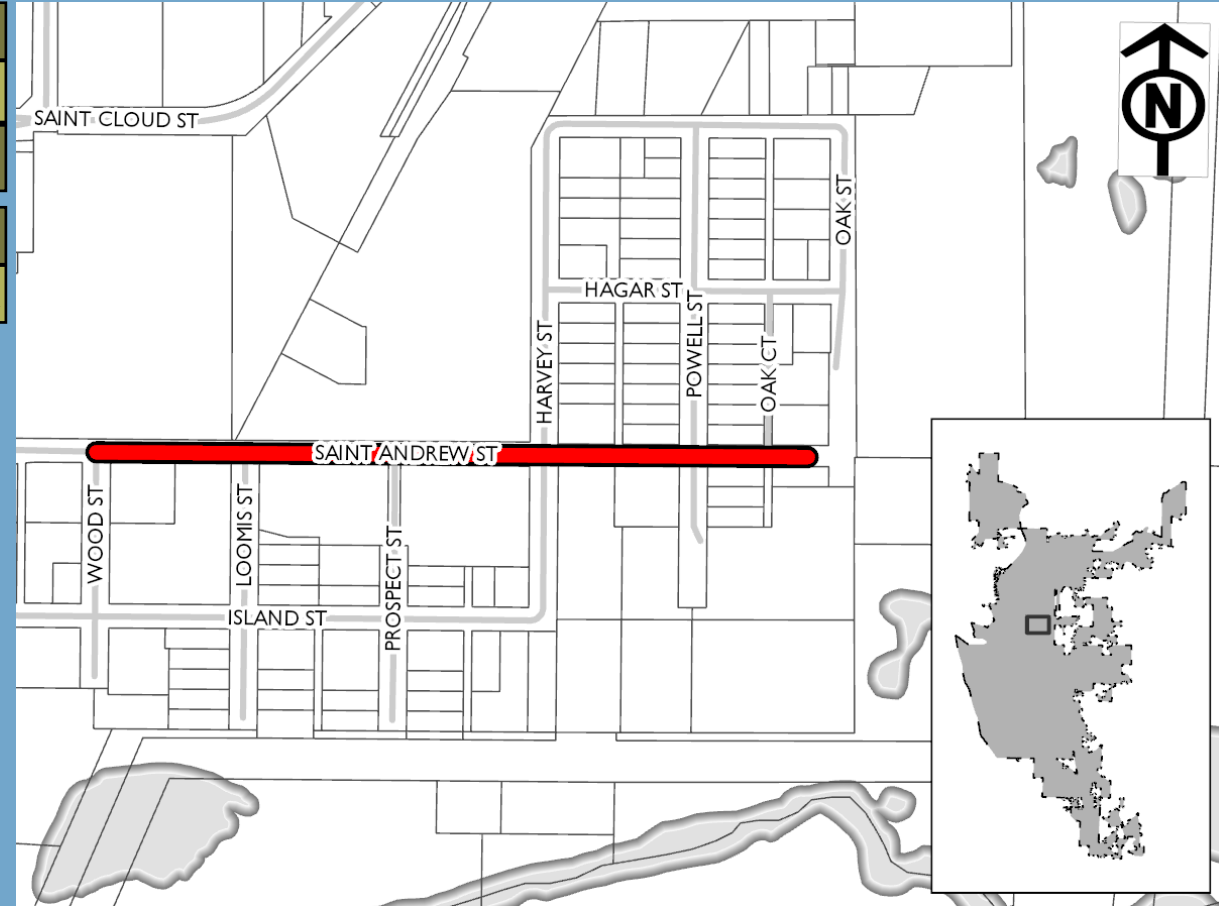 N
SAINT CLOUD ST
OAK ST
HAGAR ST
POWELL ST
HARVEY ST
OAK CT
SAINT ANDREW ST
WOOD ST
LOOMIS ST
PROSPECT ST
ISLAND ST